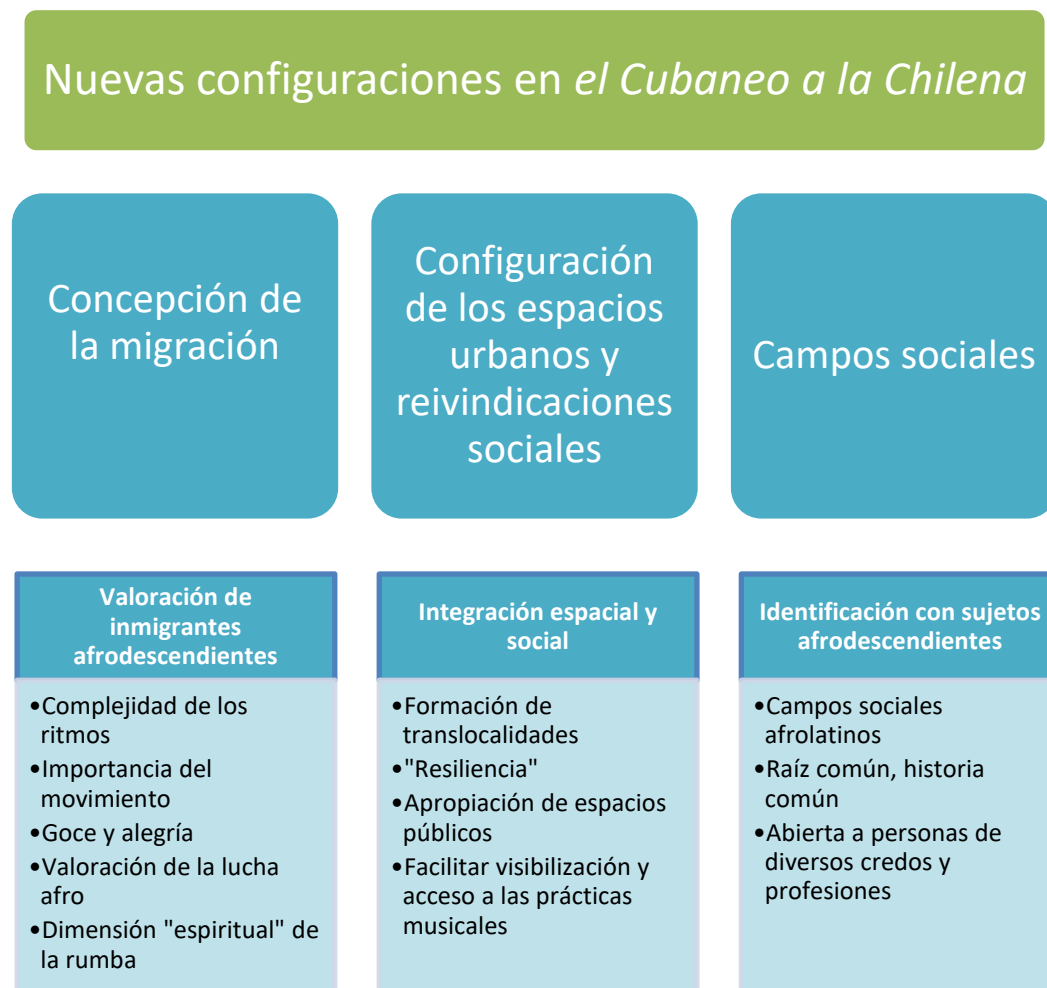 Nuevas configuraciones en el Cubaneo a la Chilena
Concepción de
la migración
Configuración
de los espacios
urbanos y
reivindicaciones
sociales
Campos sociales
Valoración de
inmigrantes
afrodescendientes
•Complejidad de los
ritmos
•Importancia del
movimiento
•Goce y alegría
•Valoración de la lucha
afro
•Dimensión "espiritual" de
la rumba
Integración espacial y
social
•Formación de
translocalidades
•"Resiliencia"
•Apropiación de espacios
públicos
•Facilitar visibilización y
acceso a las prácticas
musicales
Identificación con sujetos
afrodescendientes
•Campos sociales
afrolatinos
•Raíz común, historia
común
•Abierta a personas de
diversos credos y
profesiones